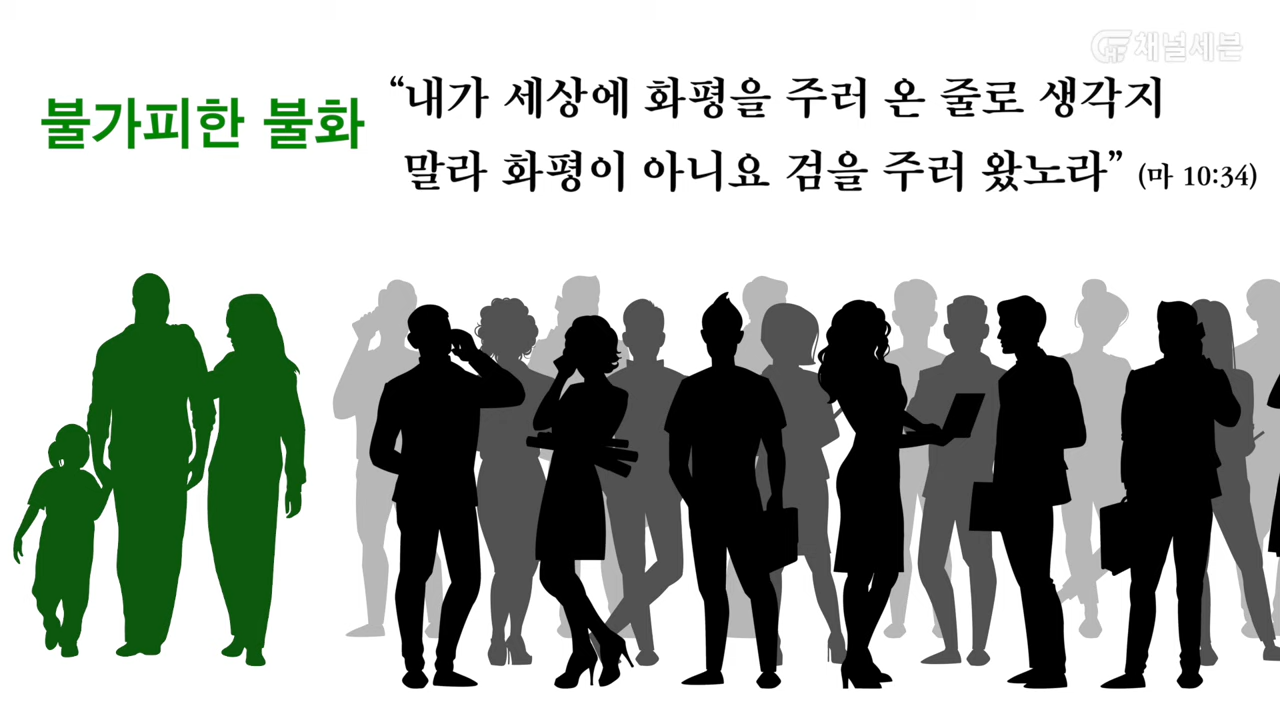 채널세븐
불가피한 불화
“내가 세상에 화평을 주러 온 줄로 생각지
말라 화평이 아니요 검을 주러 왔노라” (마 10:34)